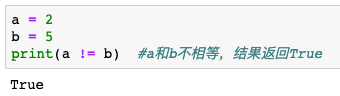 a = 2
b = 5
print(a != b)  #a和b不相等，结果返回True
True